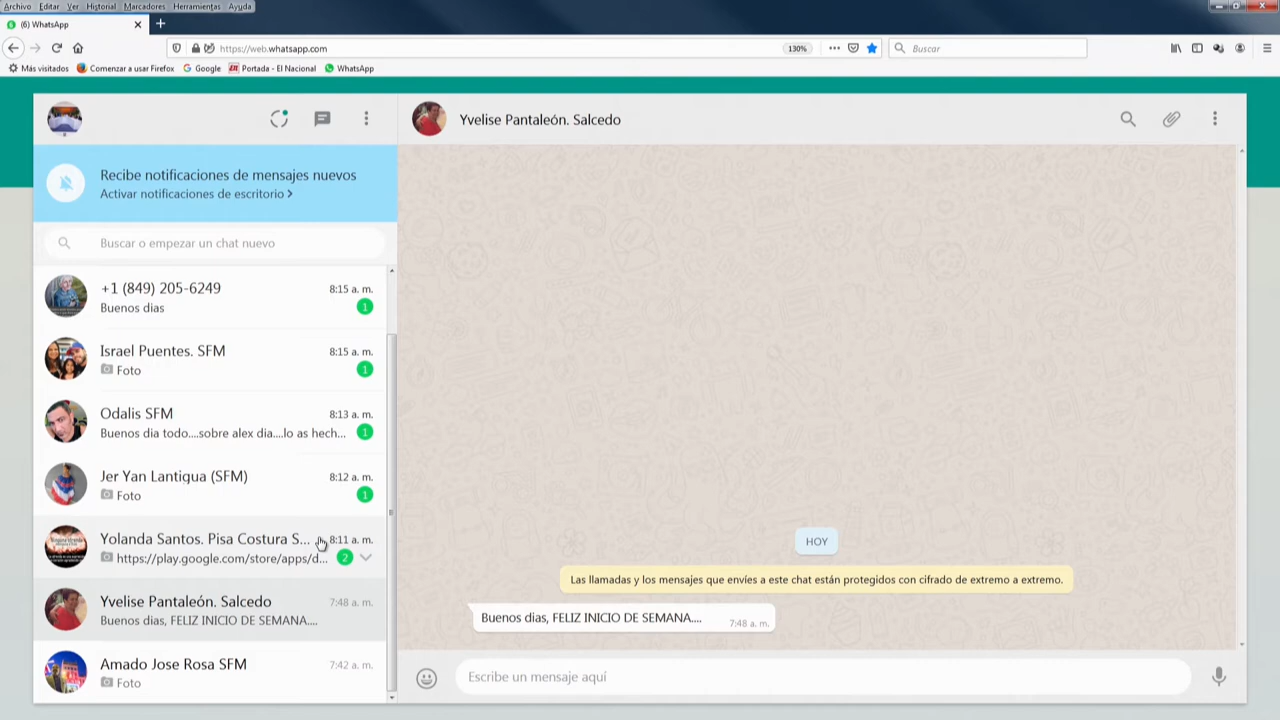 Archivo Editar Ver Historial Marcadores Herramientas Ayuda
(6) WhatsApp
https://web.whatsapp.com
130%
Buscar
Más visitados
Comenzar a usar Firefox
Google
Portada - El Nacional
WhatsApp
Yvelise Pantaleón. Salcedo
Recibe notificaciones de mensajes nuevos
Activar notificaciones de escritorio >
Buscar o empezar un chat nuevo
+1 (849) 205-6249 8:15 a. m.
Buenos dias 1
Israel Puentes. SFM 8:15 a. m.
Foto 1
Odalis SFM 8:13 a. m.
Buenos dia todo....sobre alex dia....lo as hech... 1
Jer Yan Lantigua (SFM) 8:12 a. m.
Foto 1
Yolanda Santos. Pisa Costura S... 8:11 a. m.
https://play.google.com/store/apps/d... 2
Yvelise Pantaleón. Salcedo 7:48 a. m.
Buenos dias, FELIZ INICIO DE SEMANA....
Amado Jose Rosa SFM 7:42 a. m.
Foto
HOY
Las llamadas y los mensajes que envíes a este chat están protegidos con cifrado de extremo a extremo.
Buenos dias, FELIZ INICIO DE SEMANA.... 7:48 a. m.
Escribe un mensaje aquí